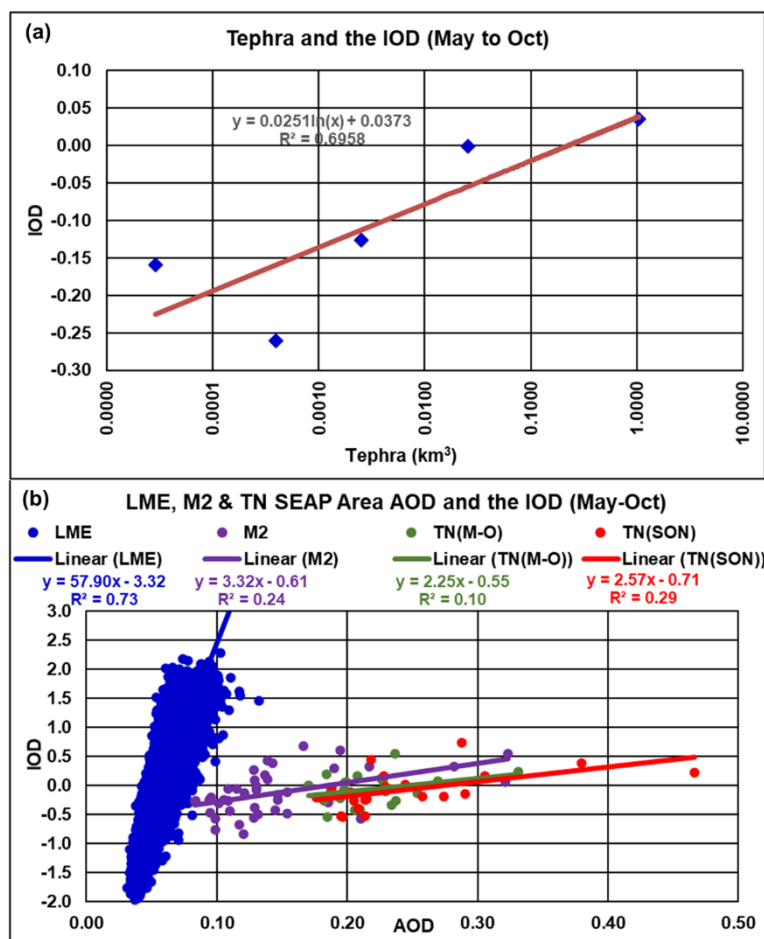 (a)
Tephra and the IOD (May to Oct)
0.10
0.05
0.00
-0.05
-0.10
-0.15
-0.20
-0.25
-0.30
IOD
y = 0.0251ln(x) + 0.0373
R² = 0.6958
0.0000 0.0001 0.0010 0.0100 0.1000 1.0000 10.0000
Tephra (km³)
(b)
LME, M2 & TN SEAP Area AOD and the IOD (May-Oct)
LME M2 TN(M-O) TN(SON)
Linear (LME) Linear (M2) Linear (TN(M-O)) Linear (TN(SON))
y = 57.90x - 3.32 y = 3.32x - 0.61 y = 2.25x - 0.55 y = 2.57x - 0.71
R² = 0.73 R² = 0.24 R² = 0.10 R² = 0.29
3.0
2.5
2.0
1.5
1.0
0.5
0.0
-0.5
-1.0
-1.5
-2.0
IOD
0.00 0.10 0.20 0.30 0.40 0.50
AOD